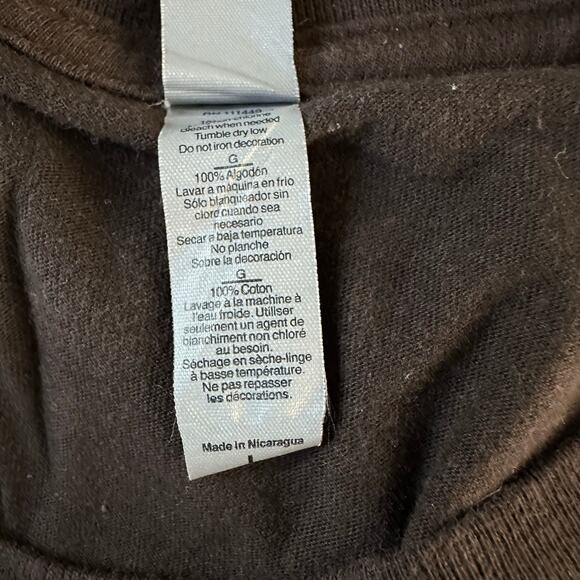 RN 111449
bleach when needed
Tumble dry low
Do not iron decoration
G
100% Algodón
Lavar a máquina en frio
Sólo blanqueador sin
cloro cuando sea
necesario
Secar a baja temperatura
No planche
Sobre la decoración
G
100% Coton
Lavage à la machine à
l'eau froide. Utiliser
seulement un agent de
blanchiment non chloré
au besoin.
Séchage en sèche-linge
à basse température.
Ne pas repasser
les décorations.
Made in Nicaragua
L